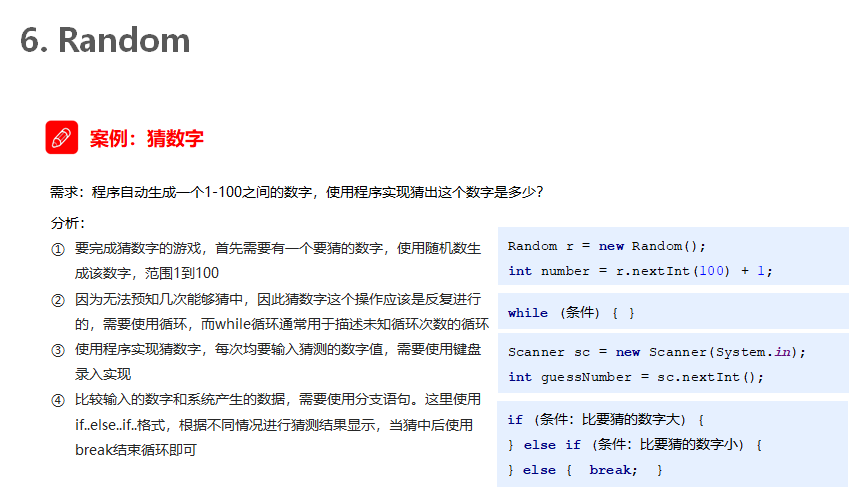 6. Random
案例：猜数字
需求：程序自动生成一个1-100之间的数字，使用程序实现猜出这个数字是多少？
分析：
① 要完成猜数字的游戏，首先需要有一个要猜的数字，使用随机数生
成该数字，范围1到100
② 因为无法预知几次能够猜中，因此猜数字这个操作应该是反复进行
的，需要使用循环，而while循环通常用于描述未知循环次数的循环
③ 使用程序实现猜数字，每次均要输入猜测的数字值，需要使用键盘
录入实现
④ 比较输入的数字和系统产生的数据，需要使用分支语句。这里使用
if..else..if..格式，根据不同情况进行猜测结果显示，当猜中后使用
break结束循环即可
Random r = new Random();
int number = r.nextInt(100) + 1;
while (条件) { }
Scanner sc = new Scanner(System.in);
int guessNumber = sc.nextInt();
if (条件：比要猜的数字大) {
} else if (条件：比要猜的数字小) {
} else { break; }